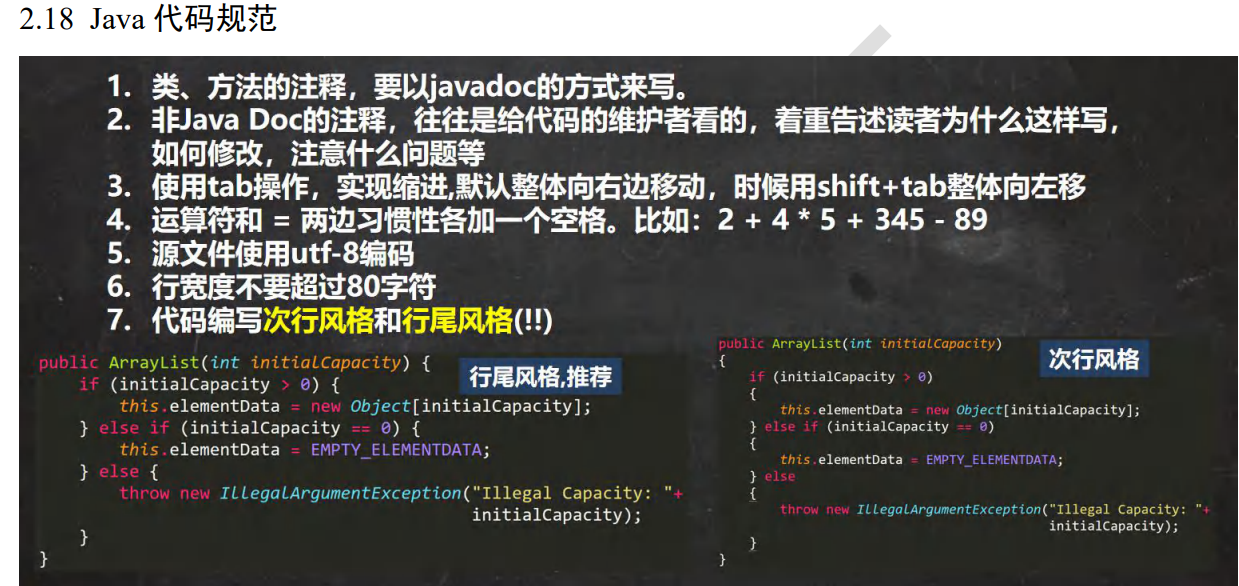 2.18 Java 代码规范
1. 类、方法的注释，要以javadoc的方式来写。
2. 非Java Doc的注释，往往是给代码的维护者看的，着重告述读者为什么这样写，
如何修改，注意什么问题等
3. 使用tab操作，实现缩进,默认整体向右边移动，时候用shift+tab整体向左移
4. 运算符和 = 两边习惯性各加一个空格。比如：2 + 4 * 5 + 345 - 89
5. 源文件使用utf-8编码
6. 行宽度不要超过80字符
7. 代码编写次行风格和行尾风格(!!)
public ArrayList(int initialCapacity) {
    if (initialCapacity > 0) {
        this.elementData = new Object[initialCapacity];
    } else if (initialCapacity == 0) {
        this.elementData = EMPTY_ELEMENTDATA;
    } else {
        throw new IllegalArgumentException("Illegal Capacity: "+
                                           initialCapacity);
    }
}
行尾风格,推荐
public ArrayList(int initialCapacity)
{
    if (initialCapacity > 0)
    {
        this.elementData = new Object[initialCapacity];
    } else if (initialCapacity == 0)
    {
        this.elementData = EMPTY_ELEMENTDATA;
    } else
    {
        throw new IllegalArgumentException("Illegal Capacity: "+
                                           initialCapacity);
    }
}
次行风格